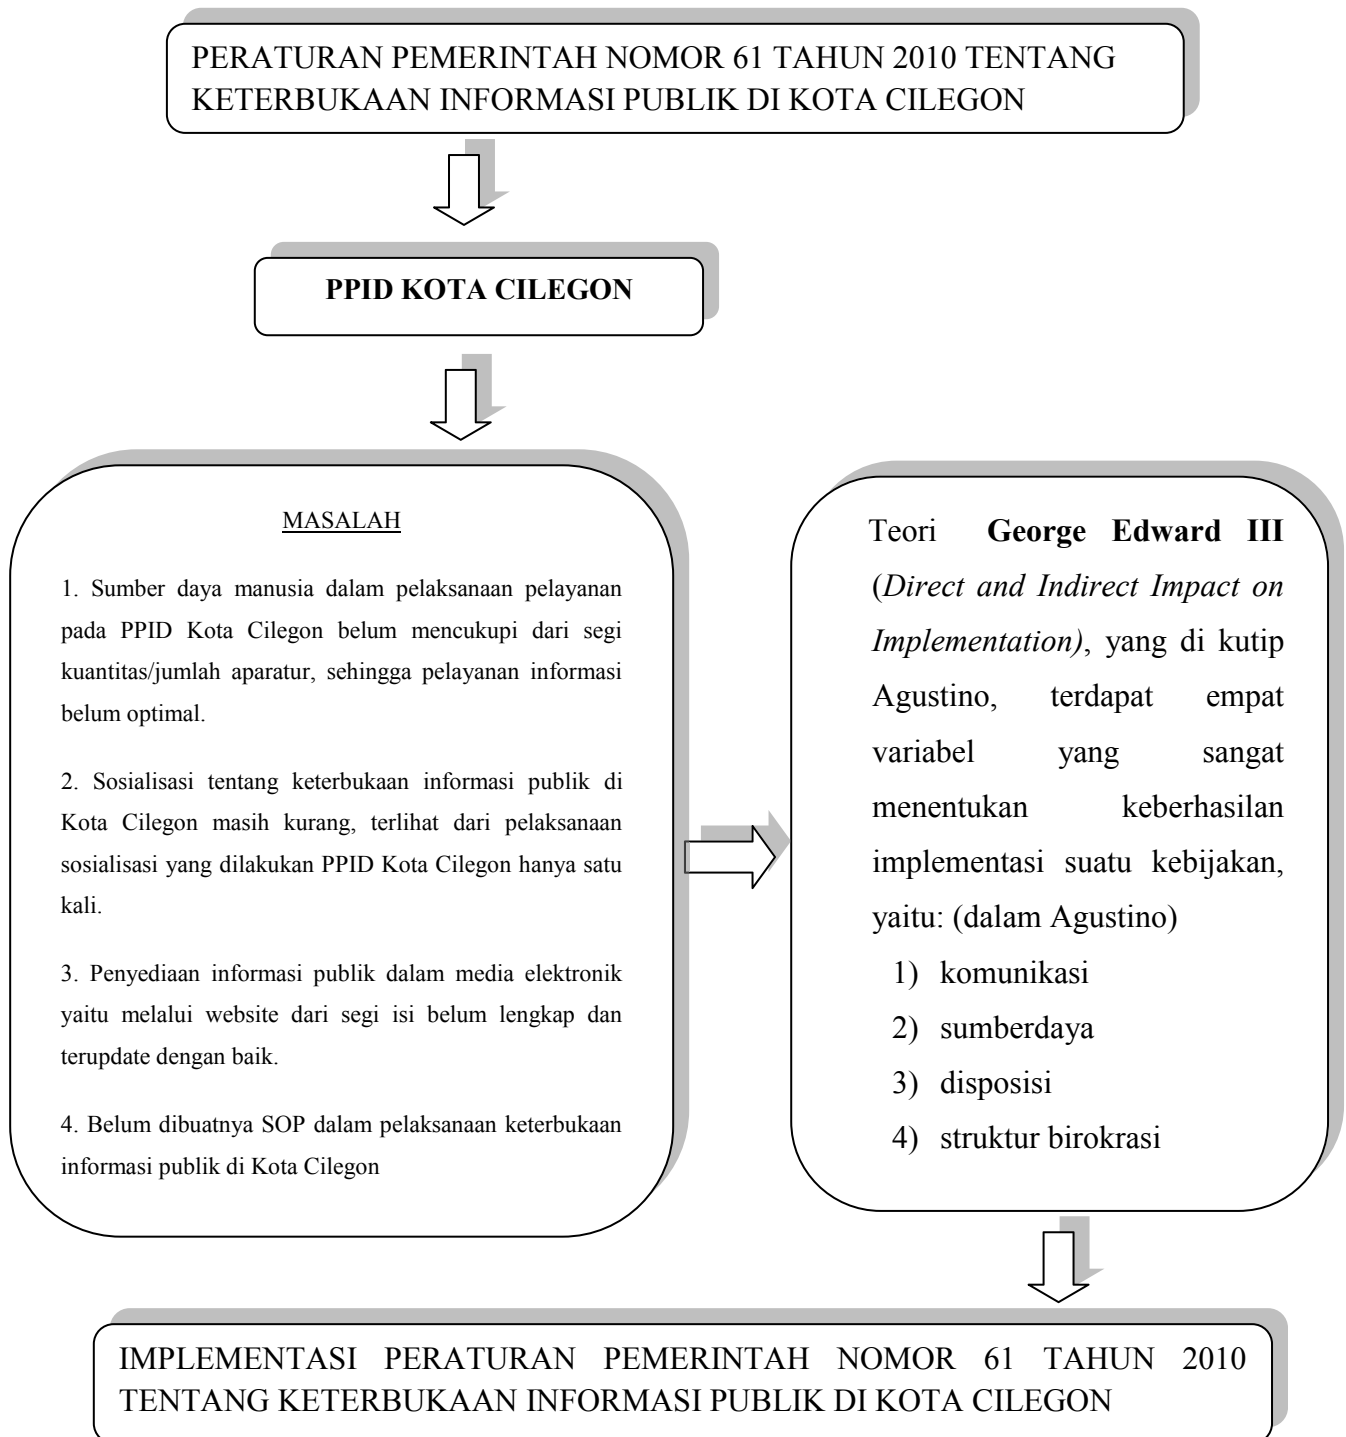 PERATURAN PEMERINTAH NOMOR 61 TAHUN 2010 TENTANG
KETERBUKAAN INFORMASI PUBLIK DI KOTA CILEGON
PPID KOTA CILEGON
MASALAH
1. Sumber daya manusia dalam pelaksanaan pelayanan
pada PPID Kota Cilegon belum mencukupi dari segi
kuantitas/jumlah aparatur, sehingga pelayanan informasi
belum optimal.
2. Sosialisasi tentang keterbukaan informasi publik di
Kota Cilegon masih kurang, terlihat dari pelaksanaan
sosialisasi yang dilakukan PPID Kota Cilegon hanya satu
kali.
3. Penyediaan informasi publik dalam media elektronik
yaitu melalui website dari segi isi belum lengkap dan
terupdate dengan baik.
4. Belum dibuatnya SOP dalam pelaksanaan keterbukaan
informasi publik di Kota Cilegon
Teori George Edward III
(Direct and Indirect Impact on
Implementation), yang di kutip
Agustino, terdapat empat
variabel yang sangat
menentukan keberhasilan
implementasi suatu kebijakan,
yaitu: (dalam Agustino)
1) komunikasi
2) sumberdaya
3) disposisi
4) struktur birokrasi
IMPLEMENTASI PERATURAN PEMERINTAH NOMOR 61 TAHUN 2010
TENTANG KETERBUKAAN INFORMASI PUBLIK DI KOTA CILEGON